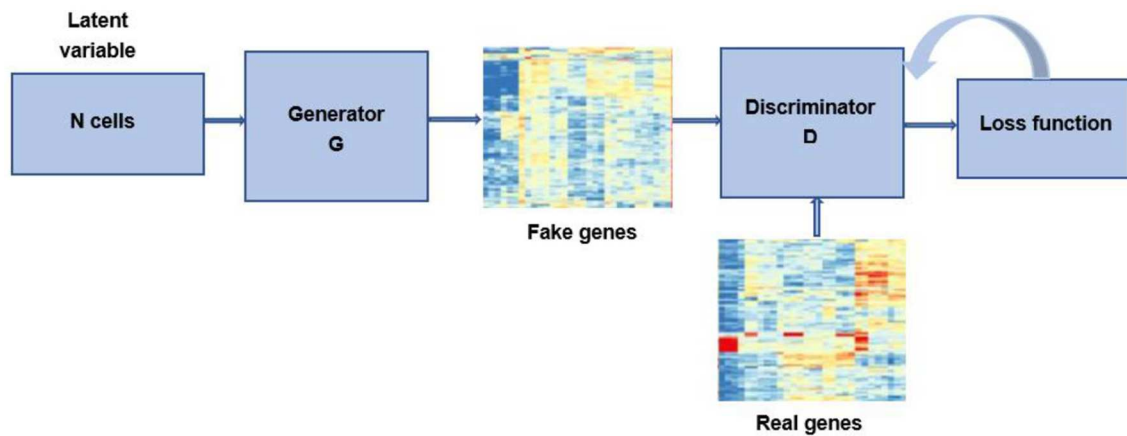 Latent
variable
N cells
Generator
G
Fake genes
Discriminator
D
Loss function
Real genes